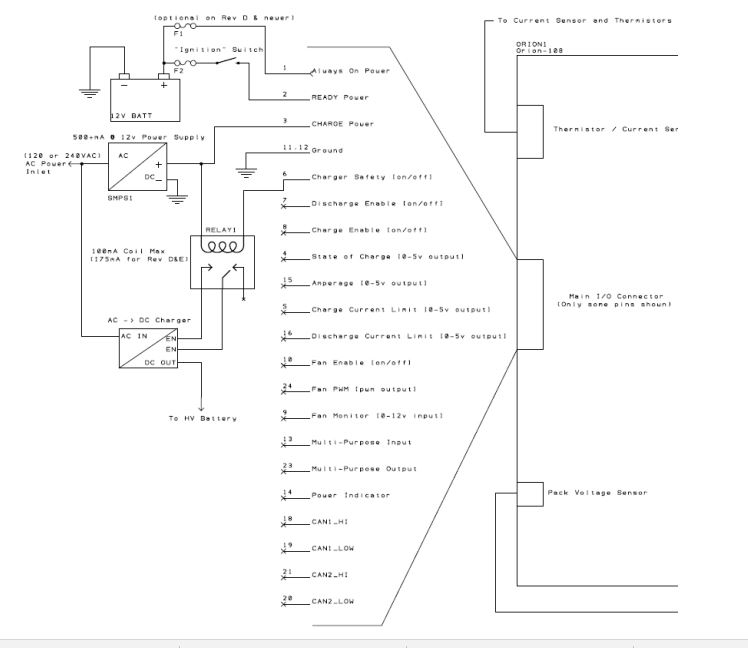 (optional on Rev D & newer)
F1
"Ignition" Switch
F2
- +
12V BATT
500+mA @ 12v Power Supply
(120 or 240VAC)
AC Power
Inlet
AC
+
DC -
SMPS1
RELAY1
100mA Coil Max
(175mA for Rev D&E)
AC -> DC Charger
AC IN
EN
EN
DC OUT
To HV Battery
1 Always On Power
2 READY Power
3 CHARGE Power
11,12 Ground
6 Charger Safety (on/off)
7 Discharge Enable (on/off)
8 Charge Enable (on/off)
4 State of Charge (0-5v output)
15 Amperage (0-5v output)
5 Charge Current Limit (0-5v output)
16 Discharge Current Limit (0-5v output)
10 Fan Enable (on/off)
24 Fan PWM (pwm output)
9 Fan Monitor (0-12v input)
13 Multi-Purpose Input
23 Multi-Purpose Output
14 Power Indicator
18 CAN1_HI
19 CAN1_LOW
21 CAN2_HI
20 CAN2_LOW
To Current Sensor and Thermistors
ORION1
Orion-108
Thermistor / Current Ser
Main I/O Connector
(Only some pins shown)
Pack Voltage Sensor